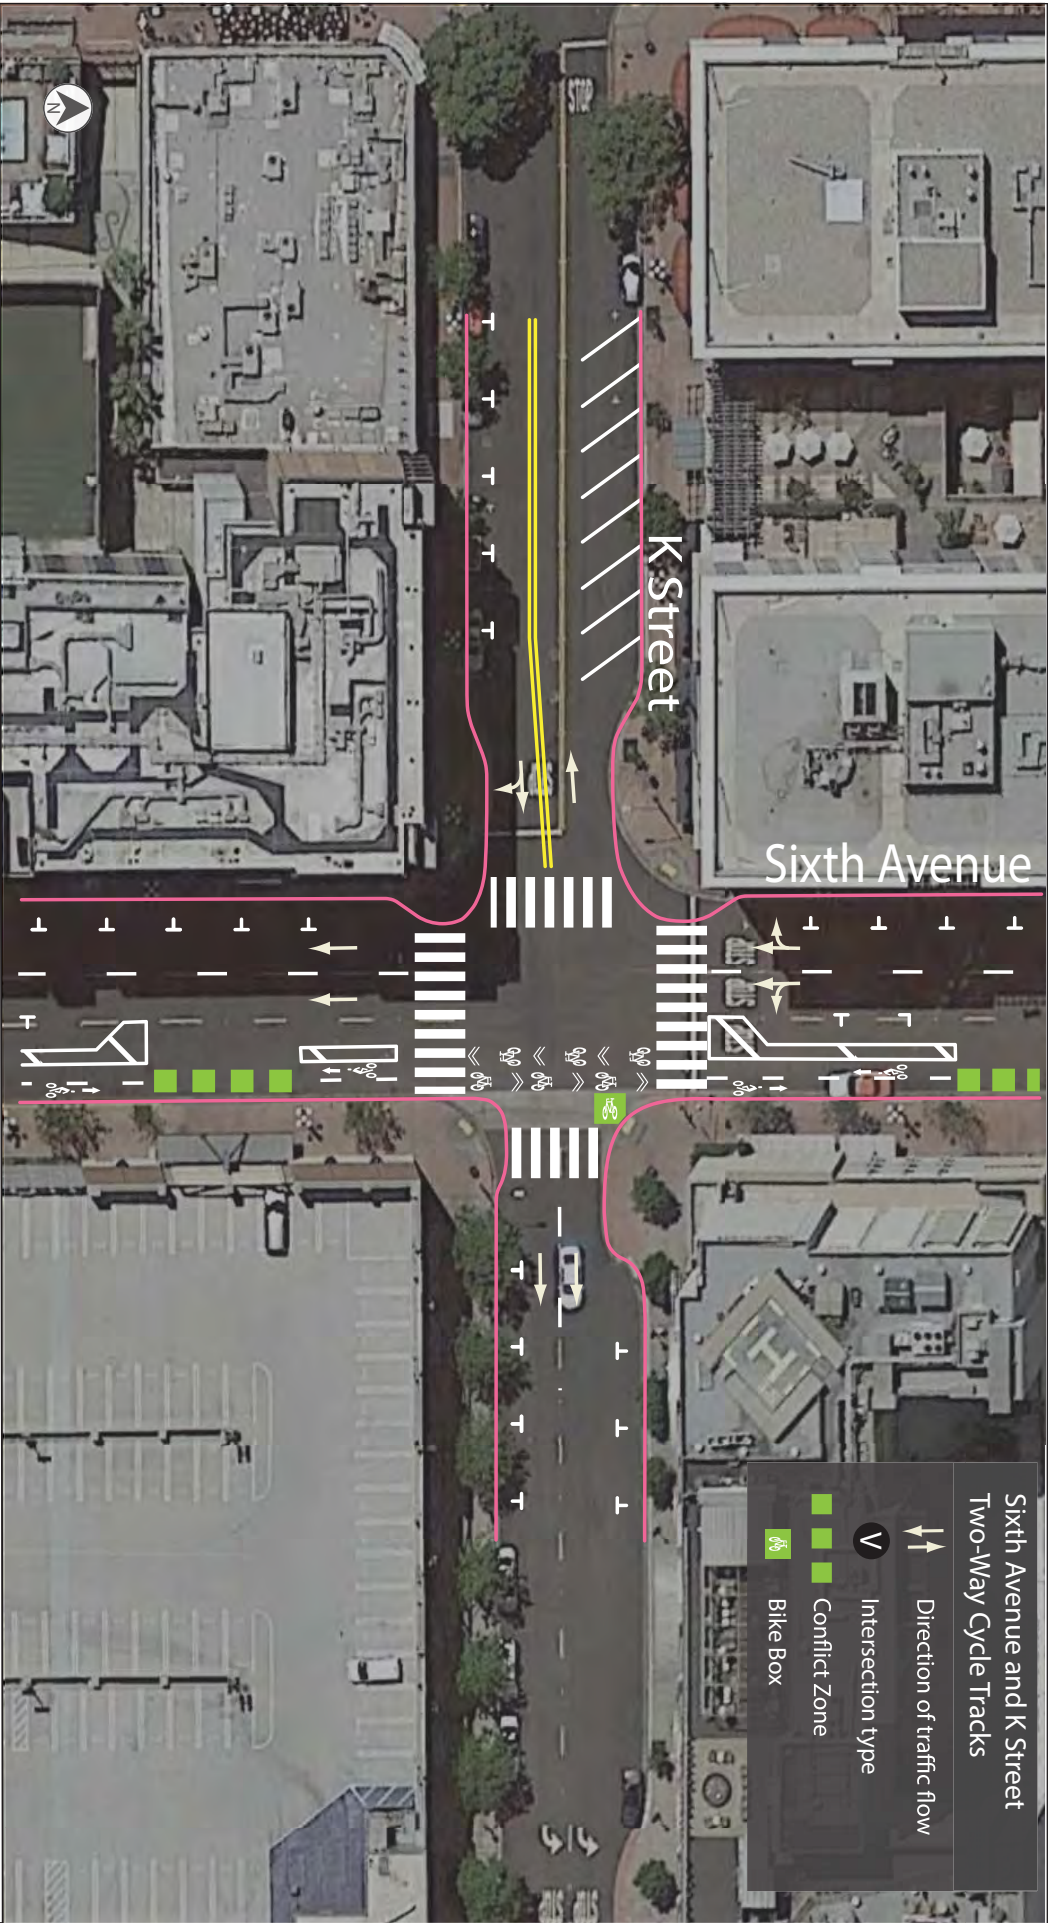 Sixth Avenue and K Street
Two-Way Cycle Tracks
Direction of traffic flow
V
Intersection type
Conflict Zone
Bike Box
K Street
Sixth Avenue
N
STOP
H